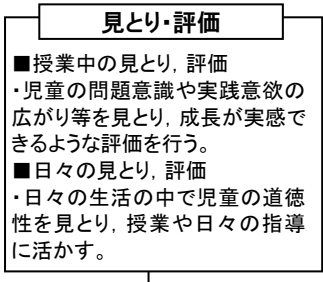 見とり・評価
■授業中の見とり，評価
・児童の問題意識や実践意欲の
広がり等を見とり，成長が実感で
きるような評価を行う。
■日々の見とり，評価
・日々の生活の中で児童の道徳
性を見とり，授業や日々の指導
に活かす。